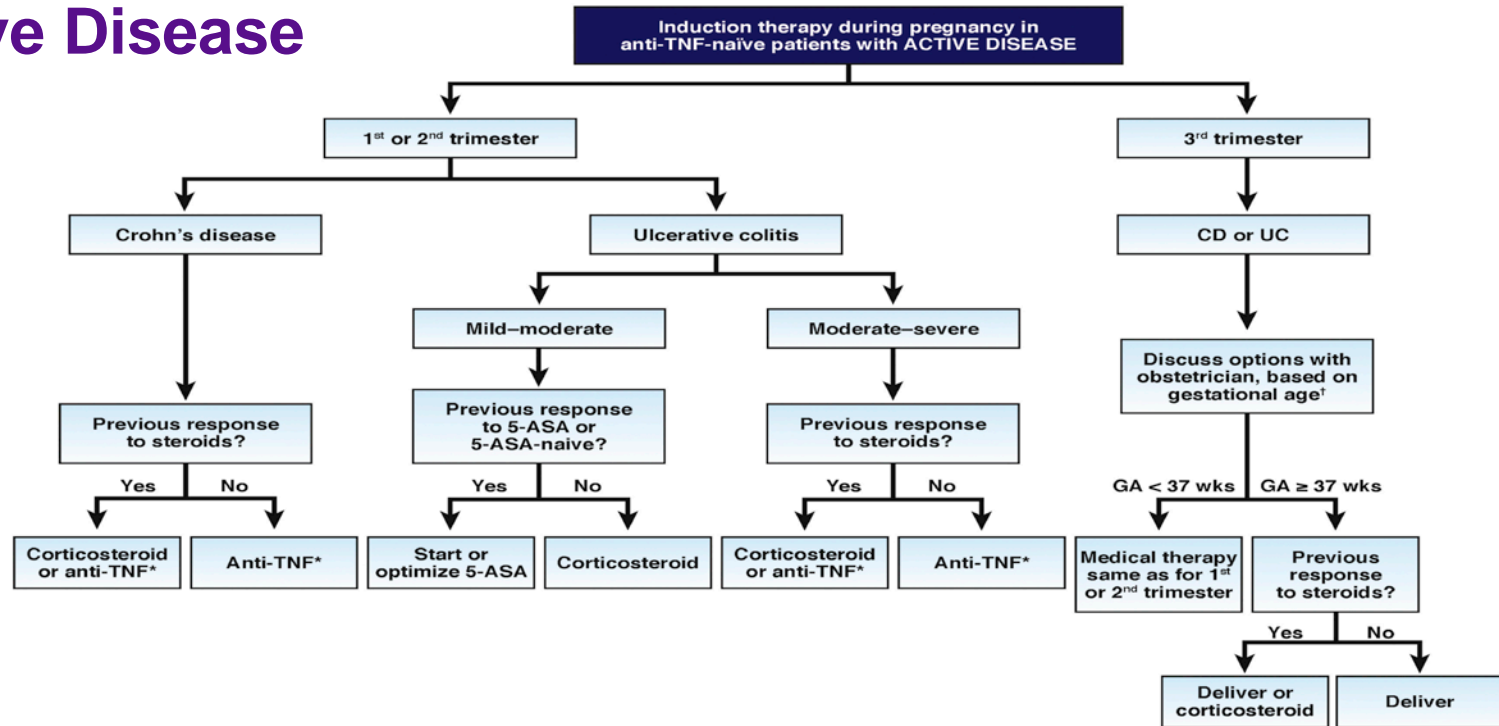 ve Disease
Induction therapy during pregnancy in
anti-TNF-naïve patients with ACTIVE DISEASE
1st or 2nd trimester
3rd trimester
Crohn's disease
Ulcerative colitis
CD or UC
Mild–moderate
Moderate–severe
Discuss options with
obstetrician, based on
gestational age†
Previous response
to steroids?
Previous response
to 5-ASA or
5-ASA-naive?
Previous response
to steroids?
Yes
No
Yes
No
Yes
No
GA < 37 wks
GA ≥ 37 wks
Corticosteroid
or anti-TNF*
Anti-TNF*
Start or
optimize 5-ASA
Corticosteroid
Corticosteroid
or anti-TNF*
Anti-TNF*
Medical therapy
same as for 1st
or 2nd trimester
Previous
response
to steroids?
Yes
No
Deliver or
corticosteroid
Deliver